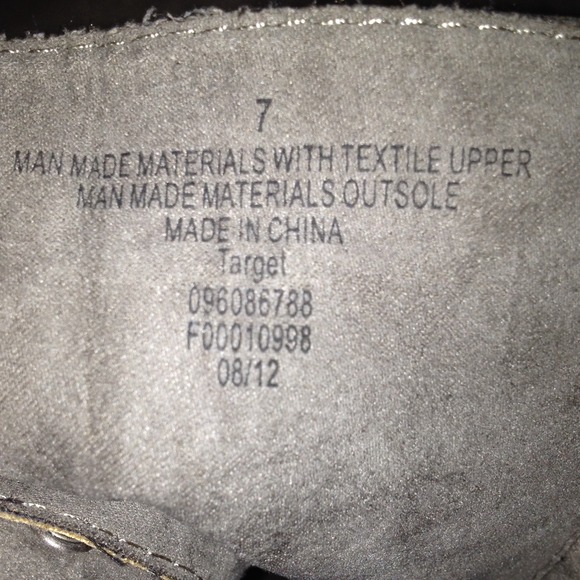 7
MAN MADE MATERIALS WITH TEXTILE UPPER
MAN MADE MATERIALS OUTSOLE
MADE IN CHINA
Target
096086788
F00010998
08/12